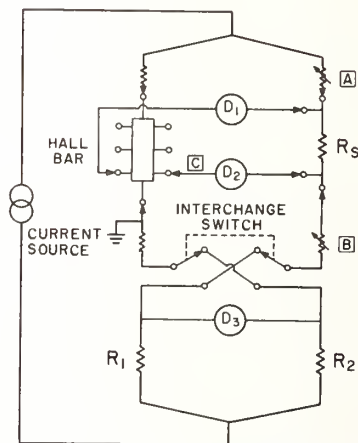 A
D1
HALL
BAR
RS
C
D2
CURRENT
SOURCE
INTERCHANGE
SWITCH
B
D3
R1
R2